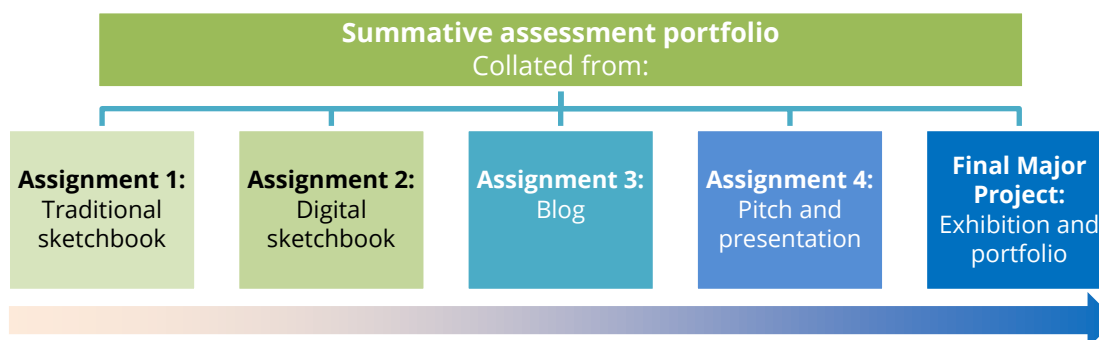 Summative assessment portfolio
Collated from:
Assignment 1:
Traditional
sketchbook
Assignment 2:
Digital
sketchbook
Assignment 3:
Blog
Assignment 4:
Pitch and
presentation
Final Major
Project:
Exhibition and
portfolio